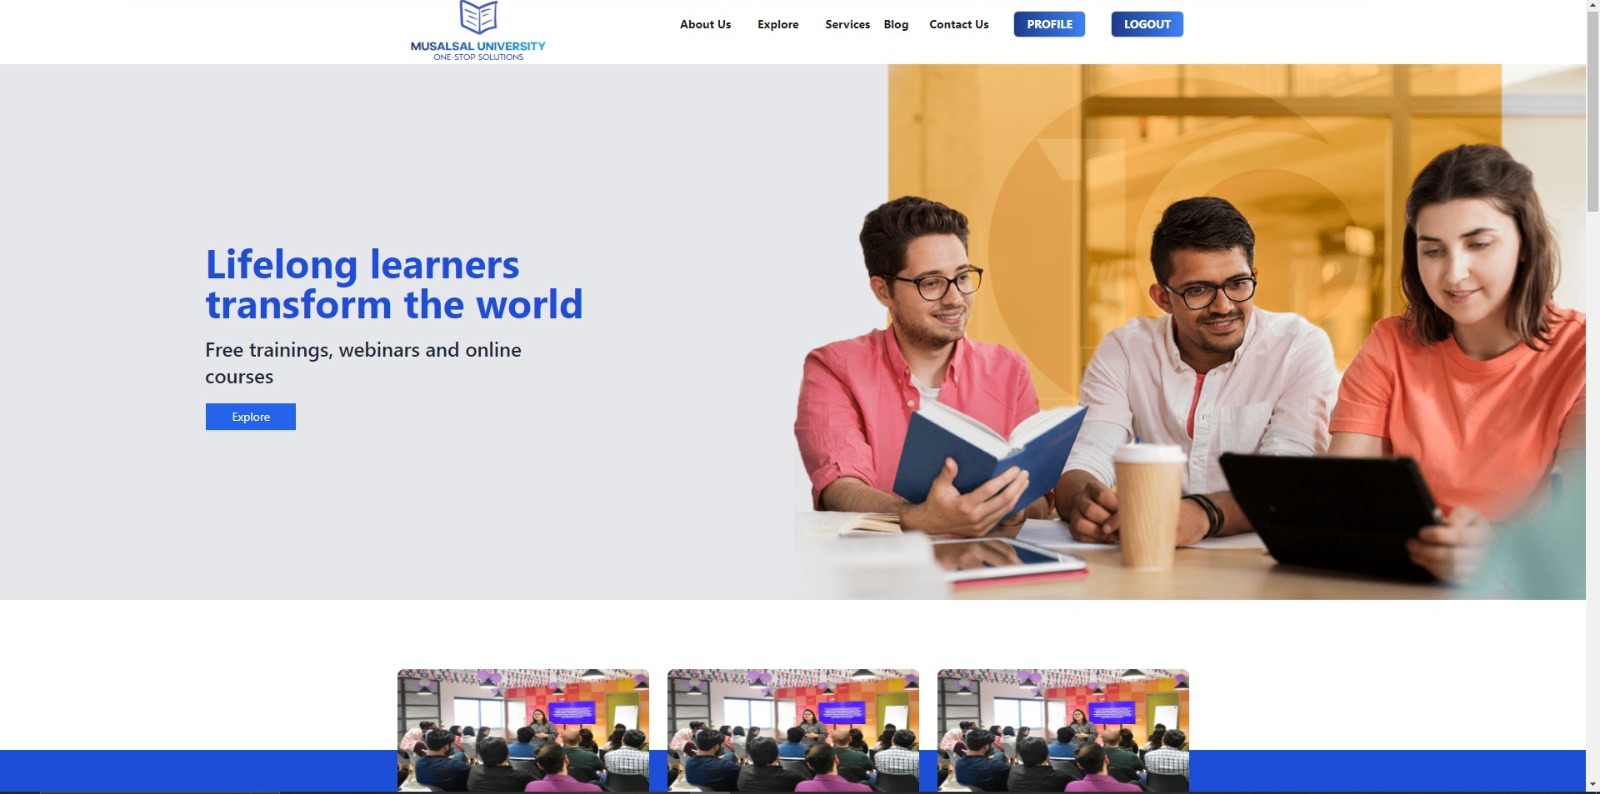 MUSALSAL UNIVERSITY
ONE-STOP SOLUTIONS
About Us
Explore
Services
Blog
Contact Us
PROFILE
LOGOUT
Lifelong learners
transform the world
Free trainings, webinars and online
courses
Explore